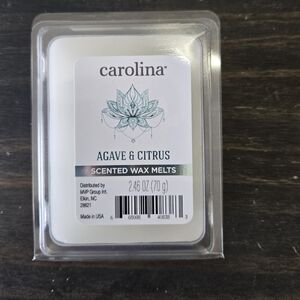 carolina®
AGAVE & CITRUS
SCENTED WAX MELTS
Distributed by
MVP Group Int.
Elkin, NC
28621
Made in USA
2.46 OZ (70 g)